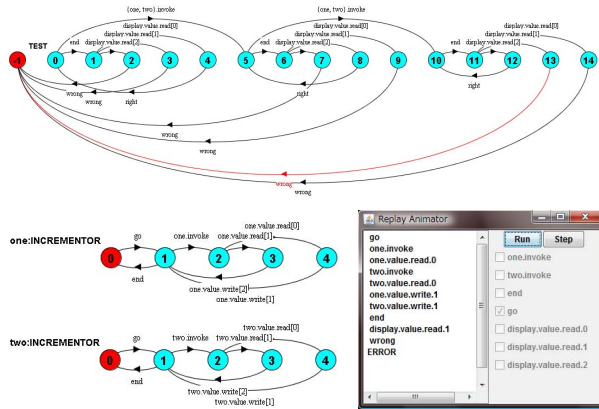 {one, two}.invoke
{one, two}.invoke
display.value.read[0]
display.value.read[1]
end display.value.read[2]
display.value.read[0]
display.value.read[1]
end display.value.read[2]
display.value.read[0]
display.value.read[1]
end display.value.read[2]
TEST
-1 0 1 2 3 4 5 6 7 8 9 10 11 12 13 14
wrong
wrong right
wrong
right
right
wrong
wrong
wrong
one:INCREMENTOR
go one.invoke one.value.read[1]
one.value.read[0]
0 1 2 3 4
end
one.value.write[2]
one.value.write[1]
two:INCREMENTOR
go two.invoke two.value.read[1]
two.value.read[0]
0 1 2 3 4
end
two.value.write[2]
two.value.write[1]
Replay Animator
go
one.invoke
one.value.read.0
two.invoke
two.value.read.0
one.value.write.1
two.value.write.1
end
display.value.read.1
wrong
ERROR
Run Step
one.invoke
two.invoke
end
go
display.value.read.0
display.value.read.1
display.value.read.2